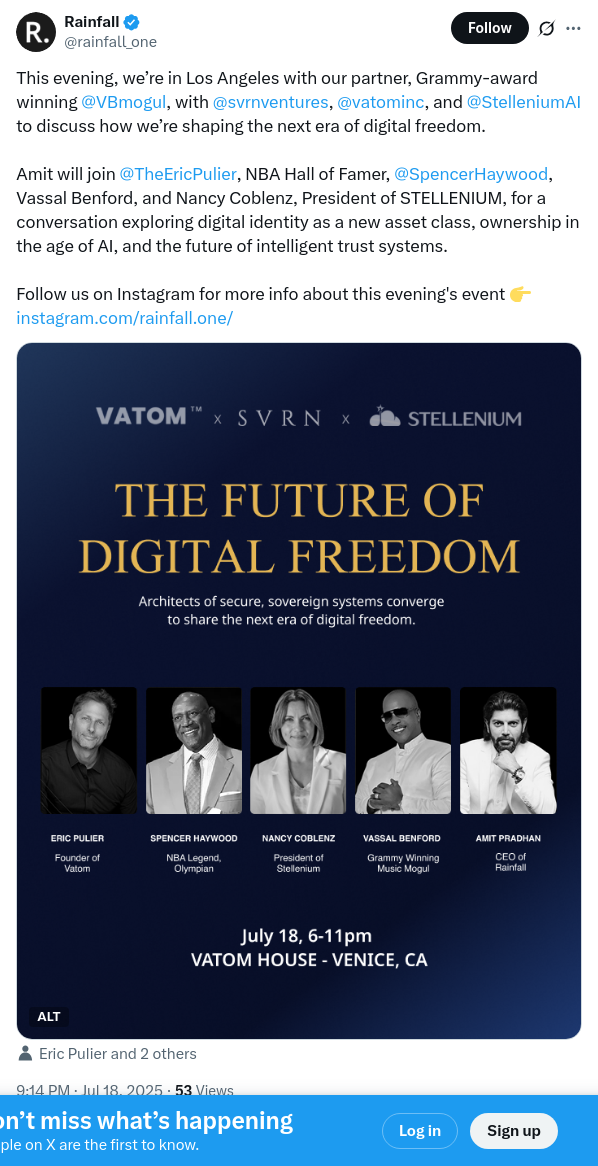 Rainfall
@rainfall_one
Follow
This evening, we’re in Los Angeles with our partner, Grammy-award
winning @VBmogul, with @svrnventures, @vatominc, and @StelleniumAI
to discuss how we’re shaping the next era of digital freedom.
Amit will join @TheEricPulier, NBA Hall of Famer, @SpencerHaywood,
Vassal Benford, and Nancy Coblenz, President of STELLENIUM, for a
conversation exploring digital identity as a new asset class, ownership in
the age of AI, and the future of intelligent trust systems.
Follow us on Instagram for more info about this evening's event 👉
instagram.com/rainfall.one/
VATOM™ x SVRN x STELLENIUM
THE FUTURE OF
DIGITAL FREEDOM
Architects of secure, sovereign systems converge
to share the next era of digital freedom.
ERIC PULIER
Founder of
Vatom
SPENCER HAYWOOD
NBA Legend,
Olympian
NANCY COBLENZ
President of
Stellenium
VASSAL BENFORD
Grammy Winning
Music Mogul
AMIT PRADHAN
CEO of
Rainfall
July 18, 6-11pm
VATOM HOUSE - VENICE, CA
ALT
Eric Pulier and 2 others
9:14 PM · Jul 18, 2025 · 53 Views
on’t miss what’s happening
ple on X are the first to know.
Log in
Sign up